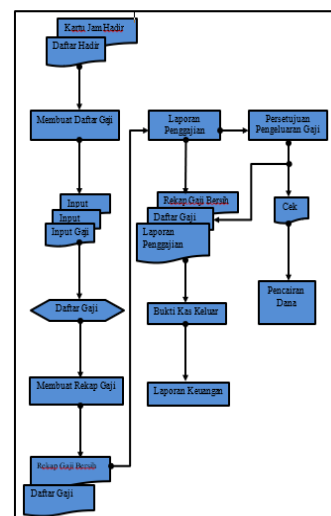 Kartu Jam Hadir
Daftar Hadir
Membuat Daftar Gaji
Input
Input
Input Gaji
Daftar Gaji
Membuat Rekap Gaji
Rekap Gaji Bersih
Daftar Gaji
Laporan
Penggajian
Persetujuan
Pengeluaran Gaji
Rekap Gaji Bersih
Daftar Gaji
Laporan
Penggajian
Cek
Bukti Kas Keluar
Pencairan
Dana
Laporan Keuangan